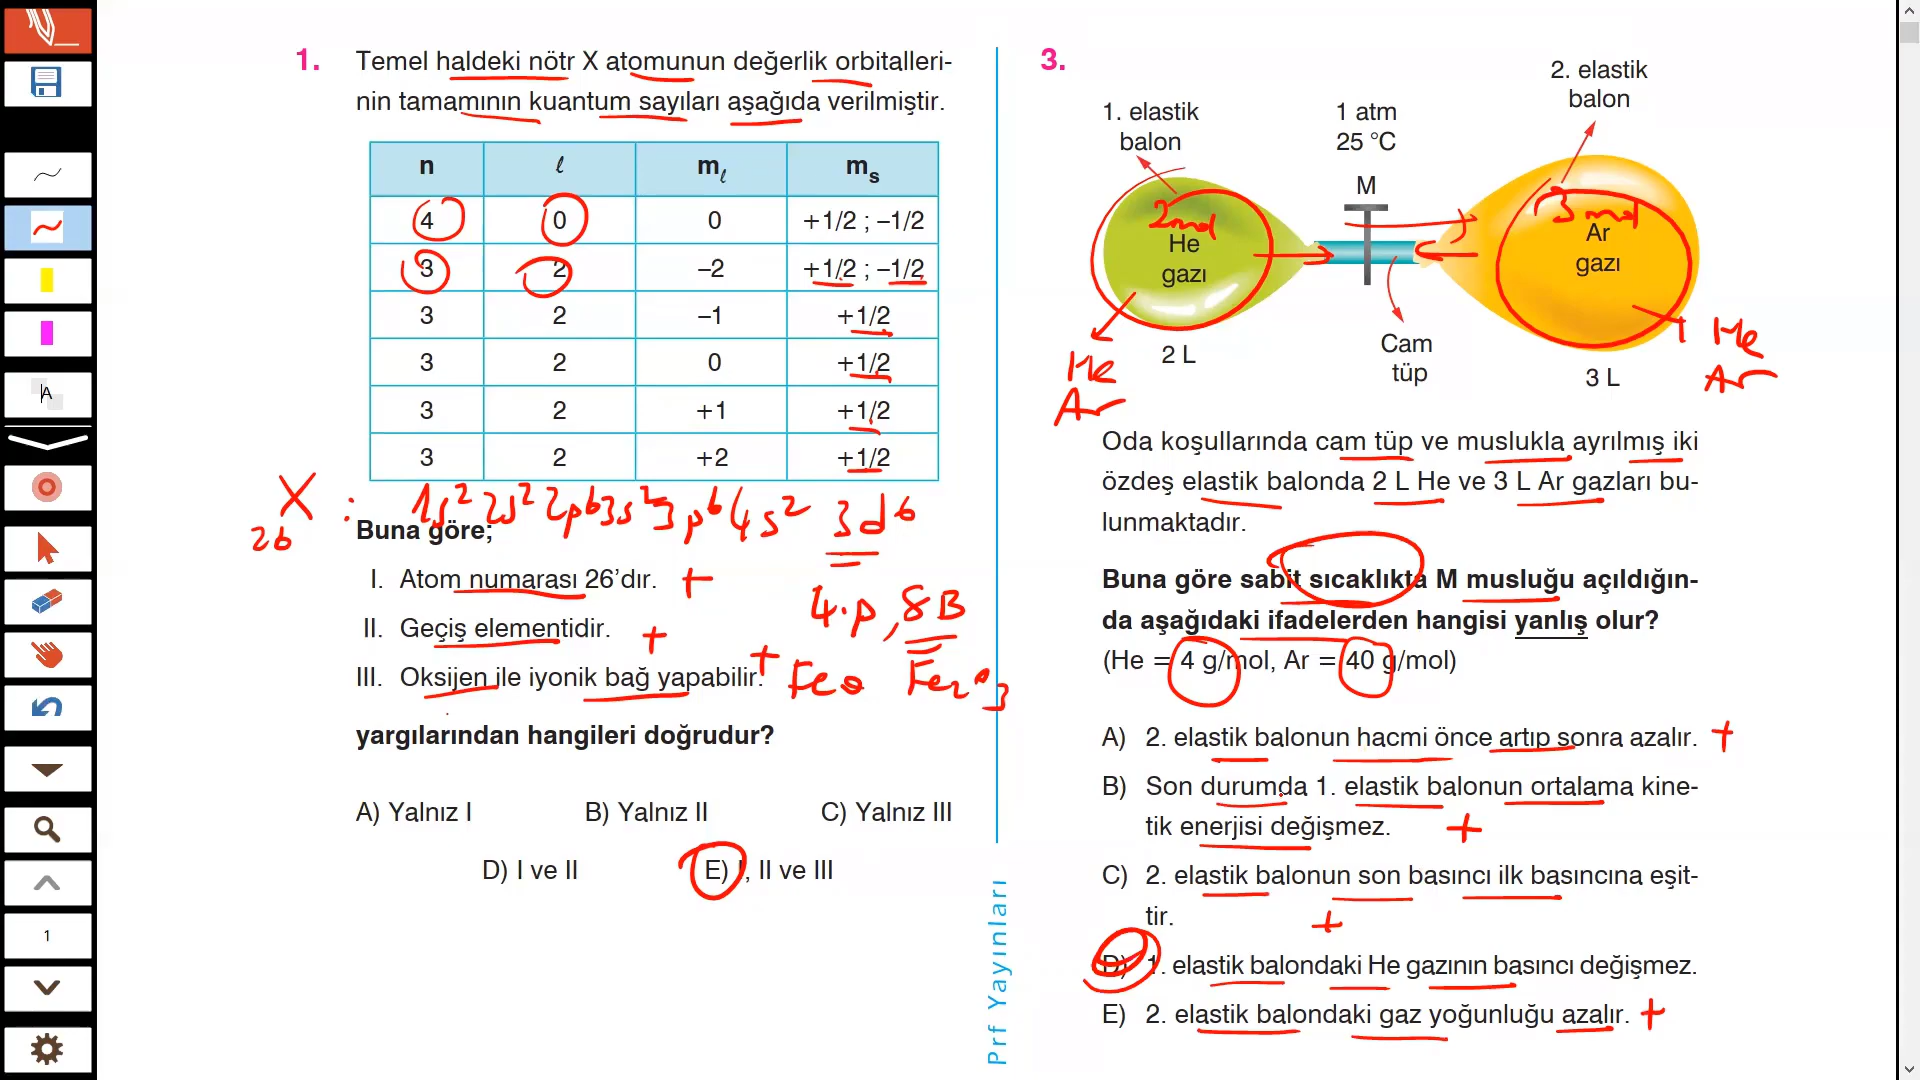 1.
Temel haldeki nötr X atomunun değerlik orbitalleri-
nin tamamının kuantum sayıları aşağıda verilmiştir.
n ℓ mℓ ms
4 0 0 +1/2 ; –1/2
3 2 –2 +1/2 ; –1/2
3 2 –1 +1/2
3 2 0 +1/2
3 2 +1 +1/2
3 2 +2 +1/2
26X : 1s² 2s² 2p⁶ 3s² 3p⁶ 4s² 3d⁶
Buna göre;
I. Atom numarası 26’dır. +
4.p, 8B
II. Geçiş elementidir. +
III. Oksijen ile iyonik bağ yapabilir. + FeO Fe₂O₃
yargılarından hangileri doğrudur?
A) Yalnız I B) Yalnız II C) Yalnız III
D) I ve II E) I, II ve III
Prf Yayınları
3.
1. elastik
balon
1 atm
25 °C
2. elastik
balon
M
2mol
He
gazı
3 mol
Ar
gazı
2 L
Cam
tüp
3 L
He
Ar
He
Ar
Oda koşullarında cam tüp ve muslukla ayrılmış iki
özdeş elastik balonda 2 L He ve 3 L Ar gazları bu-
lunmaktadır.
Buna göre sabit sıcaklıkta M musluğu açıldığın-
da aşağıdaki ifadelerden hangisi yanlış olur?
(He = 4 g/mol, Ar = 40 g/mol)
A) 2. elastik balonun hacmi önce artıp sonra azalır. +
B) Son durumda 1. elastik balonun ortalama kine-
tik enerjisi değişmez. +
C) 2. elastik balonun son basıncı ilk basıncına eşit-
tir. +
D) 1. elastik balondaki He gazının basıncı değişmez.
E) 2. elastik balondaki gaz yoğunluğu azalır. +
A
1